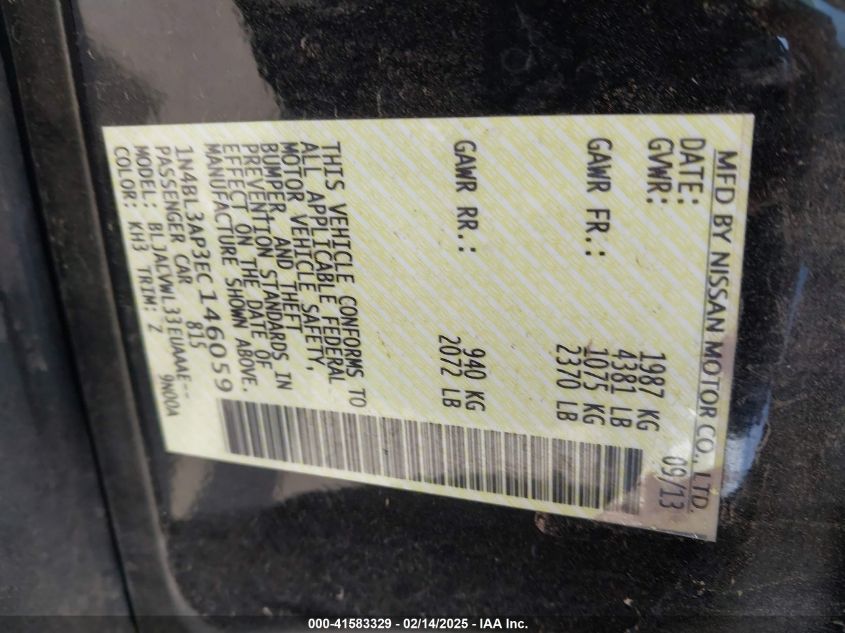 MFD BY NISSAN MOTOR CO., LTD.
DATE: 09/13
GVWR: 1987 KG
4381 LB
GAWR FR.: 1075 KG
2370 LB
GAWR RR.: 940 KG
2072 LB
THIS VEHICLE CONFORMS TO
ALL APPLICABLE FEDERAL
MOTOR VEHICLE SAFETY,
BUMPER, AND THEFT
PREVENTION STANDARDS IN
EFFECT ON THE DATE OF
MANUFACTURE SHOWN ABOVE.
1N4BL3AP3EC146059
PASSENGER CAR 815
MODEL: BLJALVWL33EUAAAE--
COLOR: KH3 TRIM: Z 9N00A
000-41583329 - 02/14/2025 - IAA Inc.